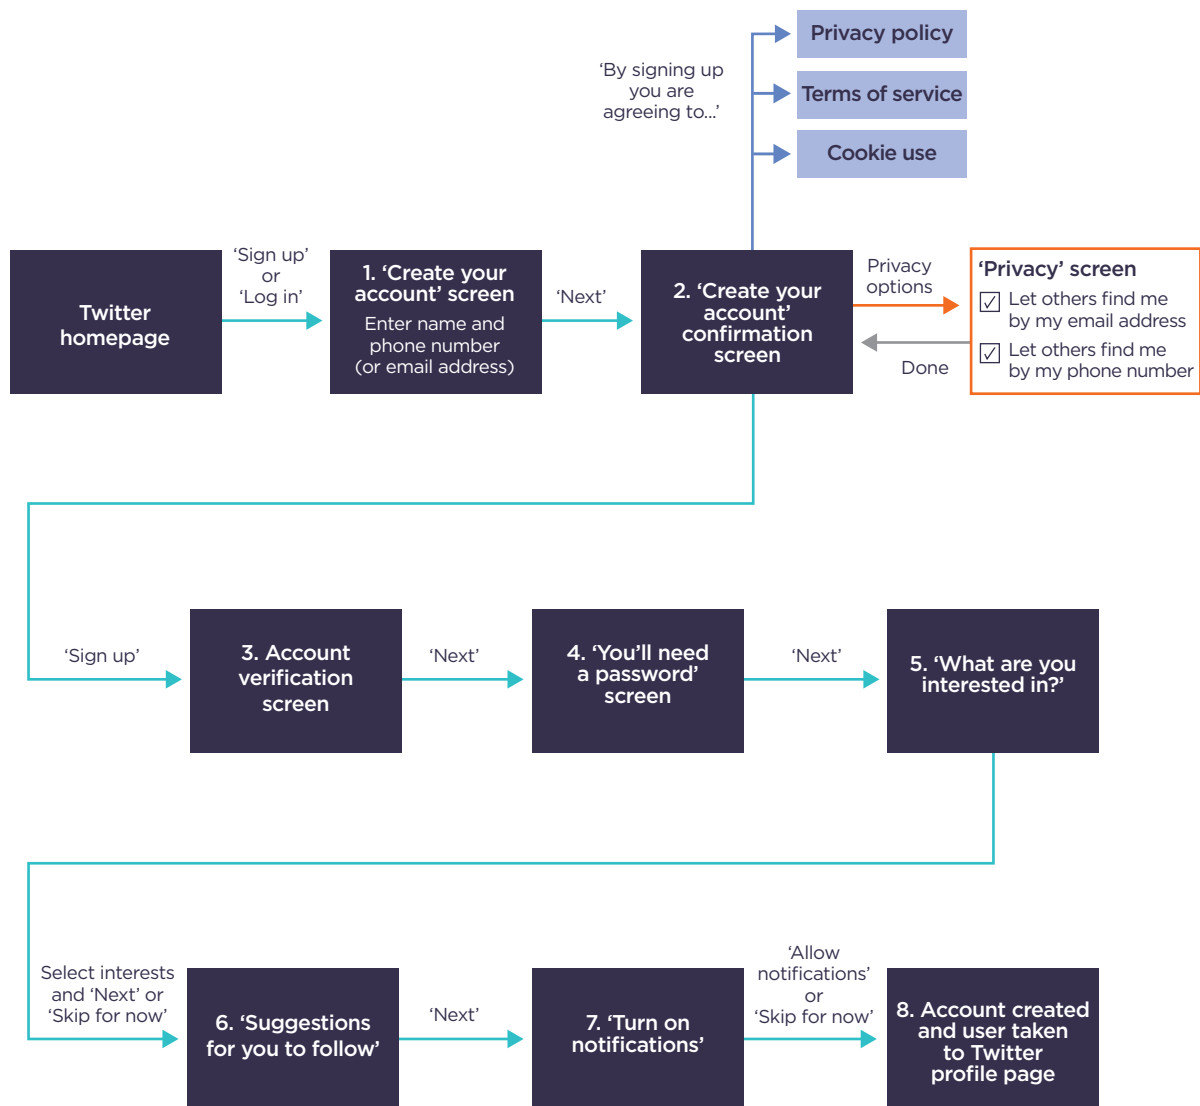 Privacy policy
‘By signing up
you are
agreeing to...’
Terms of service
Cookie use
Twitter
homepage
‘Sign up’
or
‘Log in’
1. ‘Create your
account’ screen
Enter name and
phone number
(or email address)
‘Next’
2. ‘Create your
account’
confirmation
screen
Privacy
options
Done
‘Privacy’ screen
Let others find me
by my email address
Let others find me
by my phone number
‘Sign up’
3. Account
verification
screen
‘Next’
4. ‘You’ll need
a password’
screen
‘Next’
5. ‘What are you
interested in?’
Select interests
and ‘Next’ or
‘Skip for now’
6. ‘Suggestions
for you to follow’
‘Next’
7. ‘Turn on
notifications’
‘Allow
notifications’
or
‘Skip for now’
8. Account created
and user taken
to Twitter
profile page